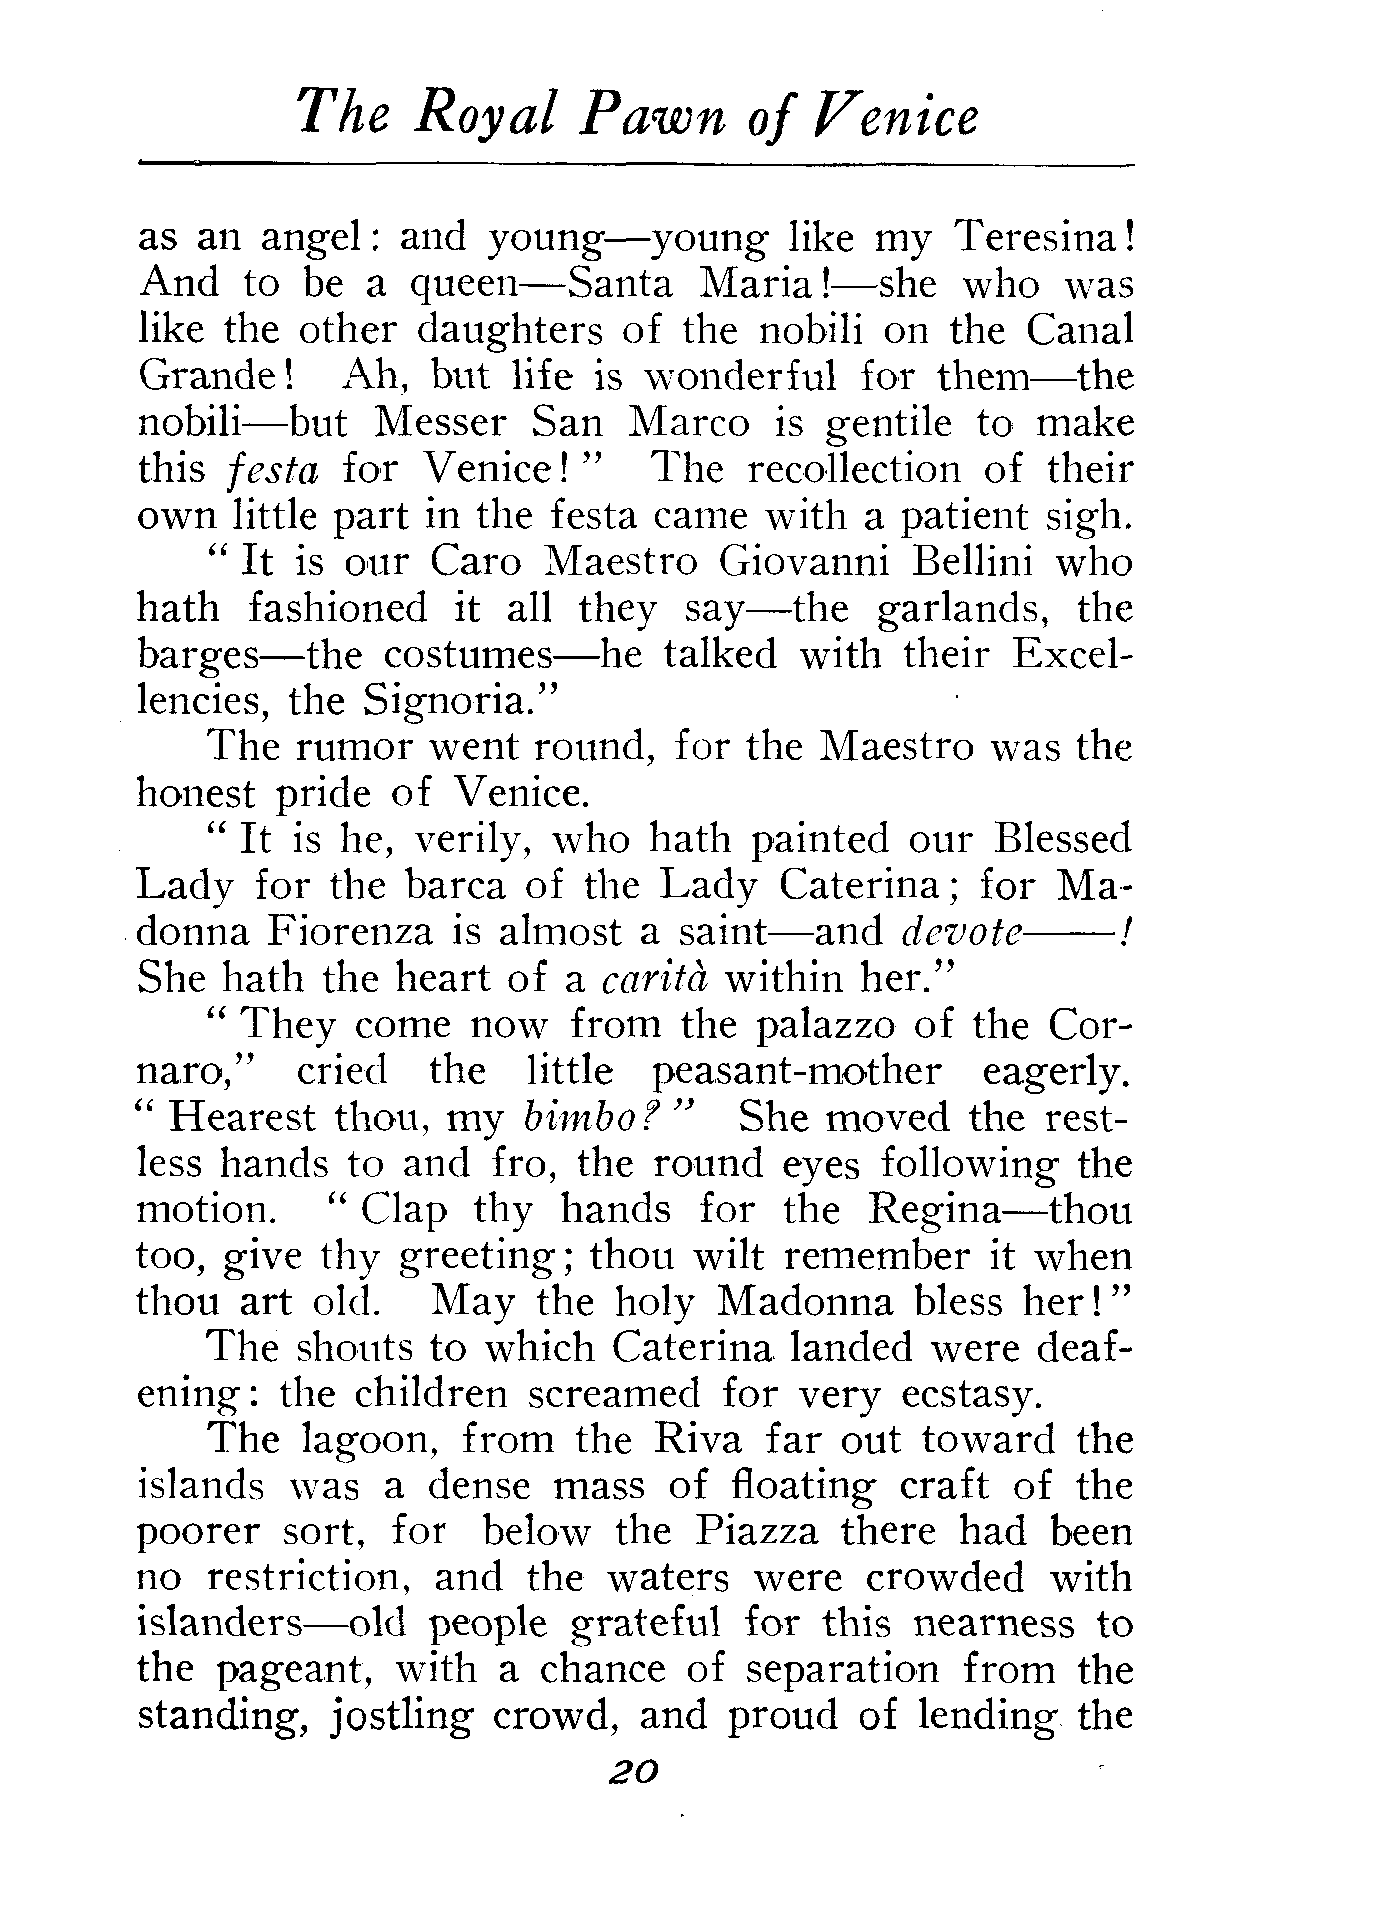 The Royal Pawn of Venice
as an angel: and young—young like my Teresina!
And to be a queen—Santa Maria!—she who was
like the other daughters of the nobili on the Canal
Grande! Ah, but life is wonderful for them—the
nobili—but Messer San Marco is gentile to make
this festa for Venice!" The recollection of their
own little part in the festa came with a patient sigh.
"It is our Caro Maestro Giovanni Bellini who
hath fashioned it all they say—the garlands, the
barges—the costumes—he talked with their Excel-
lencies, the Signoria."
The rumor went round, for the Maestro was the
honest pride of Venice.
"It is he, verily, who hath painted our Blessed
Lady for the barca of the Lady Caterina; for Ma-
donna Fiorenza is almost a saint—and devote——!
She hath the heart of a carità within her."
"They come now from the palazzo of the Cor-
naro," cried the little peasant-mother eagerly.
"Hearest thou, my bimbo?" She moved the rest-
less hands to and fro, the round eyes following the
motion. "Clap thy hands for the Regina—thou
too, give thy greeting; thou wilt remember it when
thou art old. May the holy Madonna bless her!"
The shouts to which Caterina landed were deaf-
ening: the children screamed for very ecstasy.
The lagoon, from the Riva far out toward the
islands was a dense mass of floating craft of the
poorer sort, for below the Piazza there had been
no restriction, and the waters were crowded with
islanders—old people grateful for this nearness to
the pageant, with a chance of separation from the
standing, jostling crowd, and proud of lending the
20